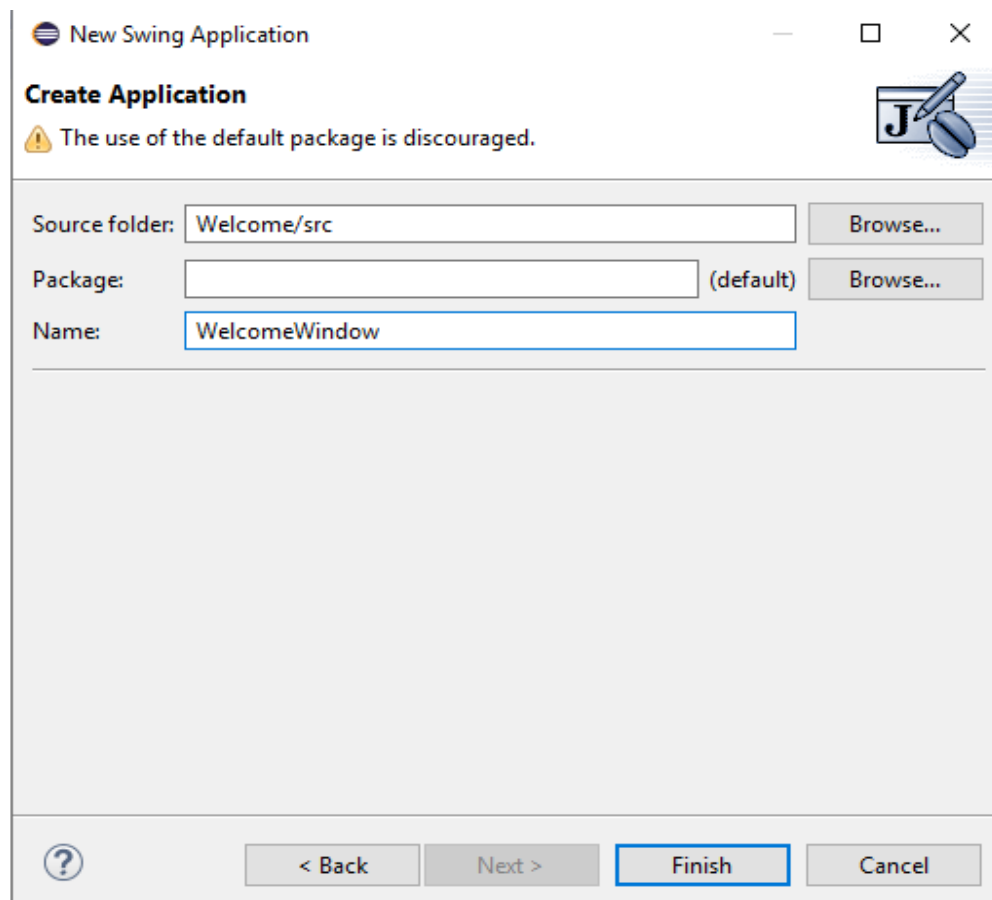 New Swing Application
Create Application
The use of the default package is discouraged.
Source folder: Welcome/src Browse...
Package: (default) Browse...
Name: WelcomeWindow
? < Back Next > Finish Cancel